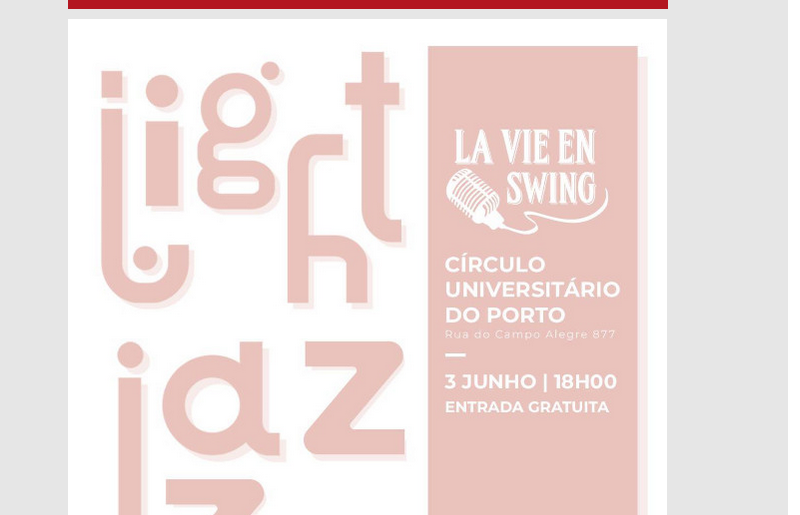 light
jazz
LA VIE EN
SWING
CÍRCULO
UNIVERSITÁRIO
DO PORTO
Rua do Campo Alegre 877
3 JUNHO | 18H00
ENTRADA GRATUITA